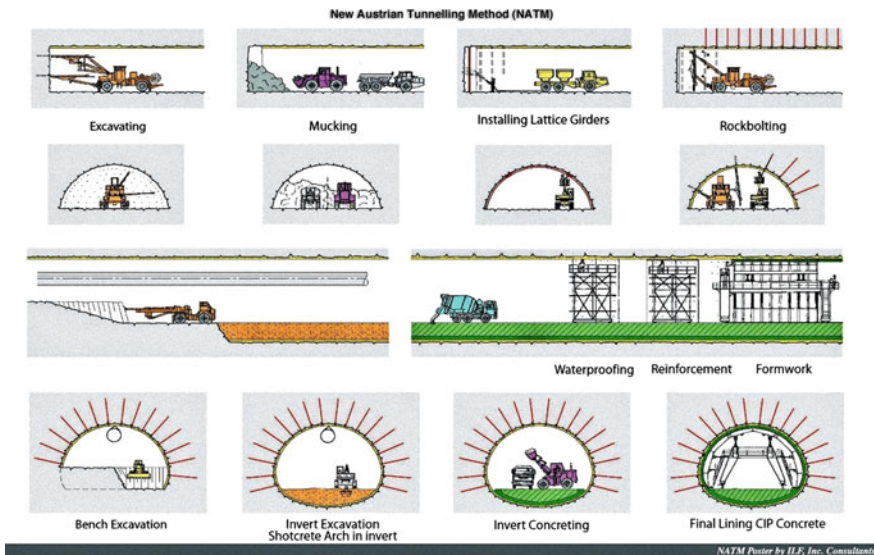 New Austrian Tunnelling Method (NATM)
Excavating
Mucking
Installing Lattice Girders
Rockbolting
Waterproofing
Reinforcement
Formwork
Bench Excavation
Invert Excavation
Shotcrete Arch in invert
Invert Concreting
Final Lining CIP Concrete
NATM Poster by ILF, Inc. Consultants